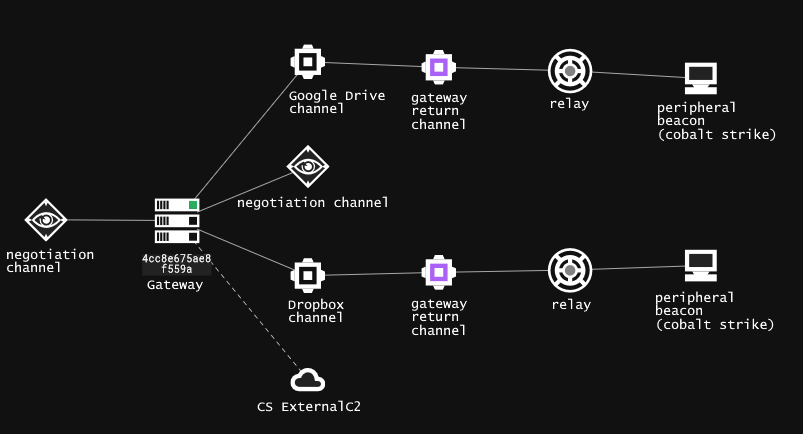 Google Drive
channel
gateway
return
channel
relay
peripheral
beacon
(cobalt strike)
negotiation channel
negotiation
channel
4cc8e675ae8
f559a
Gateway
Dropbox
channel
gateway
return
channel
relay
peripheral
beacon
(cobalt strike)
CS ExternalC2